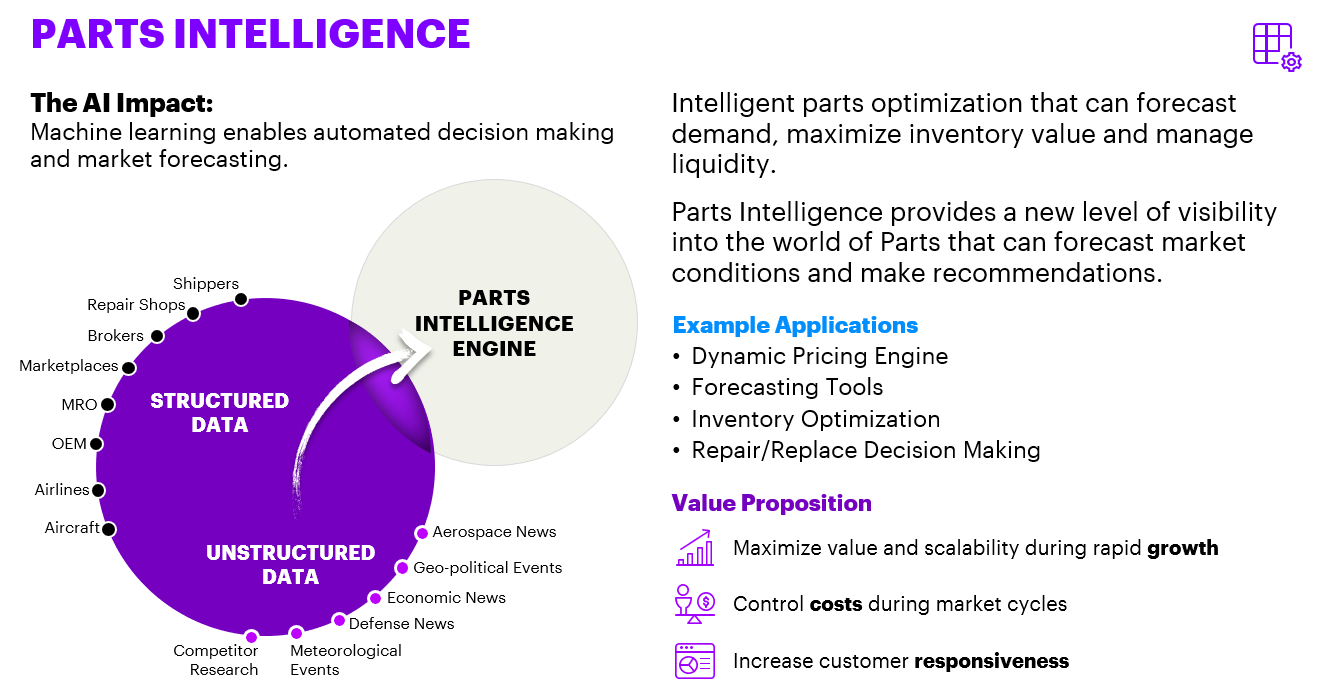 PARTS INTELLIGENCE
The AI Impact:
Machine learning enables automated decision making
and market forecasting.
Shippers
Repair Shops
Brokers
Marketplaces
MRO
OEM
Airlines
Aircraft
STRUCTURED
DATA
PARTS
INTELLIGENCE
ENGINE
UNSTRUCTURED
DATA
Aerospace News
Geo-political Events
Economic News
Defense News
Meteorological
Events
Competitor
Research
Intelligent parts optimization that can forecast
demand, maximize inventory value and manage
liquidity.
Parts Intelligence provides a new level of visibility
into the world of Parts that can forecast market
conditions and make recommendations.
Example Applications
• Dynamic Pricing Engine
• Forecasting Tools
• Inventory Optimization
• Repair/Replace Decision Making
Value Proposition
Maximize value and scalability during rapid growth
$
Control costs during market cycles
Increase customer responsiveness